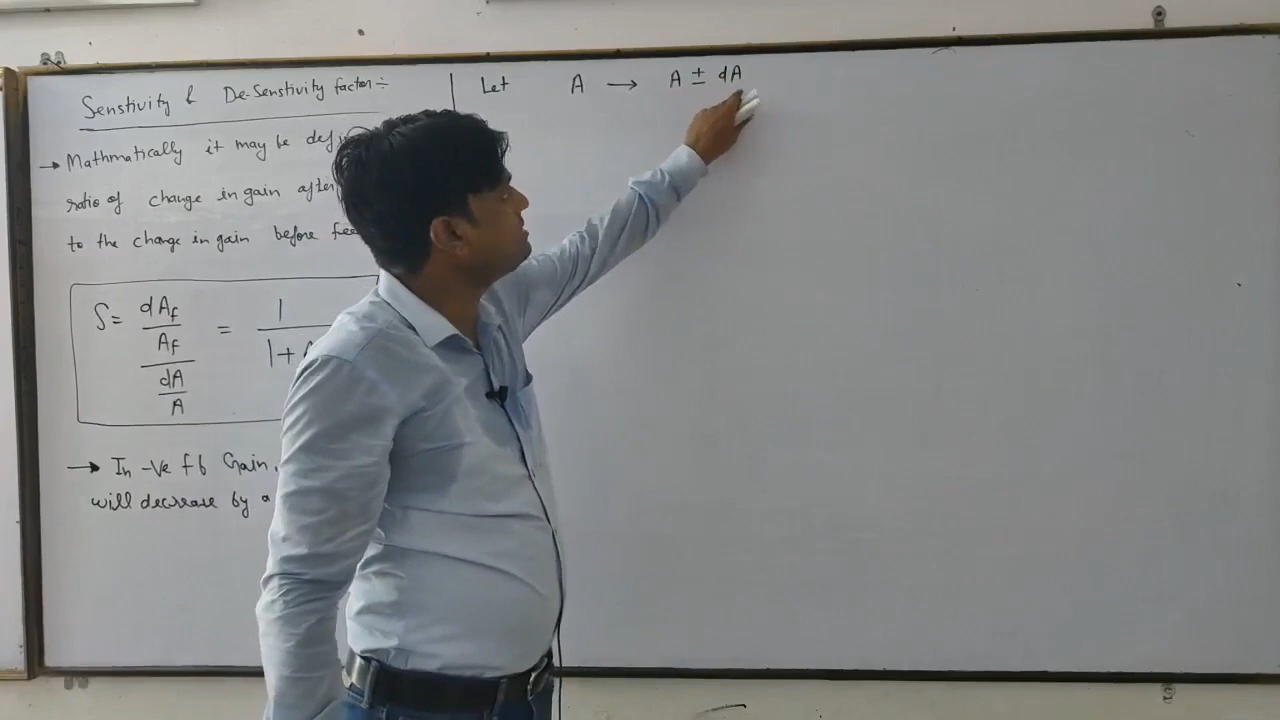 Senstivity & De-Senstivity factor:-
→ Mathmatically it may be def
ratio of change in gain after
to the change in gain before fee
S = dAf/Af / dA/A = 1 / 1+
→ In -ve fb Gain
will decrease by a
Let A → A ± dA